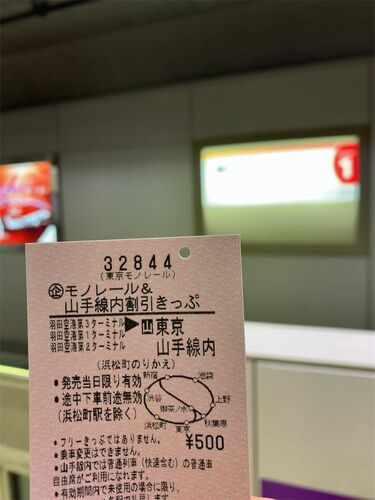 32844
(東京モノレール)
企モノレール&
山手線内割引きっぷ
羽田空港第3ターミナル
羽田空港第1ターミナル
羽田空港第2ターミナル
▶山東京
山手線内
(浜松町のりかえ)
・発売当日限り有効
・途中下車前途無効
(浜松町駅を除く)
新宿
池袋
渋谷
上野
御茶ノ水
浜松町
東京
秋葉原
¥500
・フリーきっぷではありません。
・乗車変更はできません。
・山手線内では普通列車(快速含む)の普通車
自由席がご利用になれます。
・有効期間内で未使用の場合に限り、
1